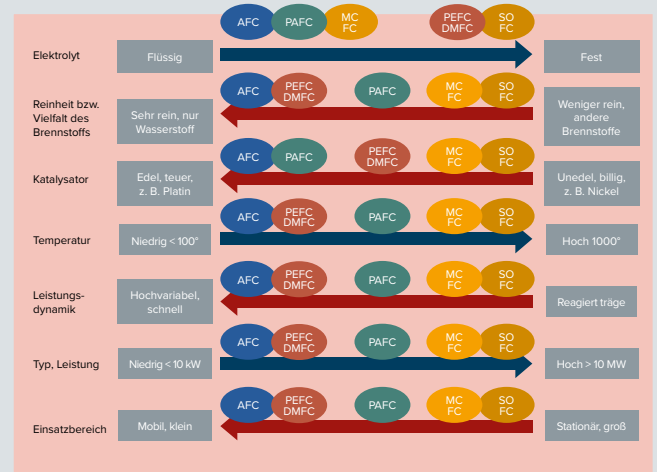 AFC PAFC MC
FC PEFC
DMFC SO
FC
Elektrolyt
Flüssig
Fest
AFC PEFC
DMFC PAFC MC
FC SO
FC
Reinheit bzw.
Vielfalt des
Brennstoffs
Sehr rein, nur
Wasserstoff
Weniger rein,
andere
Brennstoffe
AFC PAFC PEFC
DMFC MC
FC SO
FC
Katalysator
Edel, teuer,
z. B. Platin
Unedel, billig,
z. B. Nickel
AFC PEFC
DMFC PAFC MC
FC SO
FC
Temperatur
Niedrig < 100°
Hoch 1000°
AFC PEFC
DMFC PAFC MC
FC SO
FC
Leistungs-
dynamik
Hochvariabel,
schnell
Reagiert träge
AFC PEFC
DMFC PAFC MC
FC SO
FC
Typ, Leistung
Niedrig < 10 kW
Hoch > 10 MW
AFC PEFC
DMFC PAFC MC
FC SO
FC
Einsatzbereich
Mobil, klein
Stationär, groß